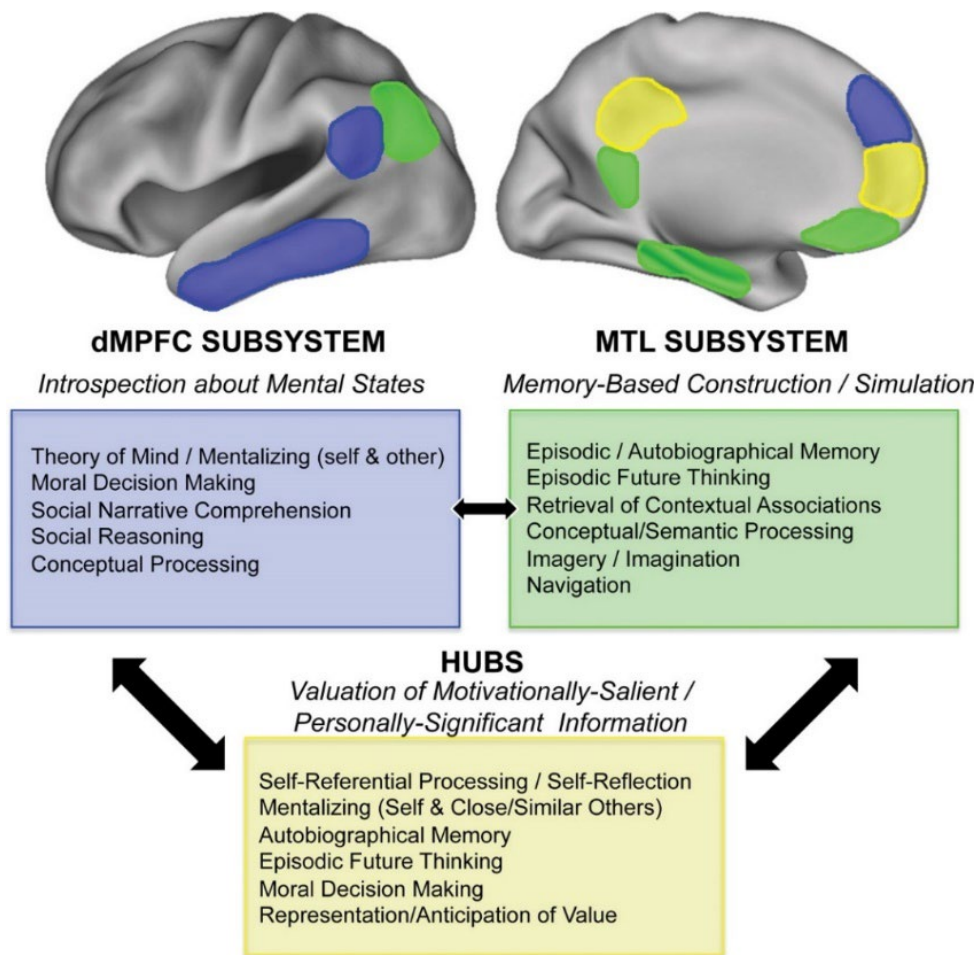 dMPFC SUBSYSTEM
Introspection about Mental States
Theory of Mind / Mentalizing (self & other)
Moral Decision Making
Social Narrative Comprehension
Social Reasoning
Conceptual Processing
MTL SUBSYSTEM
Memory-Based Construction / Simulation
Episodic / Autobiographical Memory
Episodic Future Thinking
Retrieval of Contextual Associations
Conceptual/Semantic Processing
Imagery / Imagination
Navigation
HUBS
Valuation of Motivationally-Salient /
Personally-Significant Information
Self-Referential Processing / Self-Reflection
Mentalizing (Self & Close/Similar Others)
Autobiographical Memory
Episodic Future Thinking
Moral Decision Making
Representation/Anticipation of Value